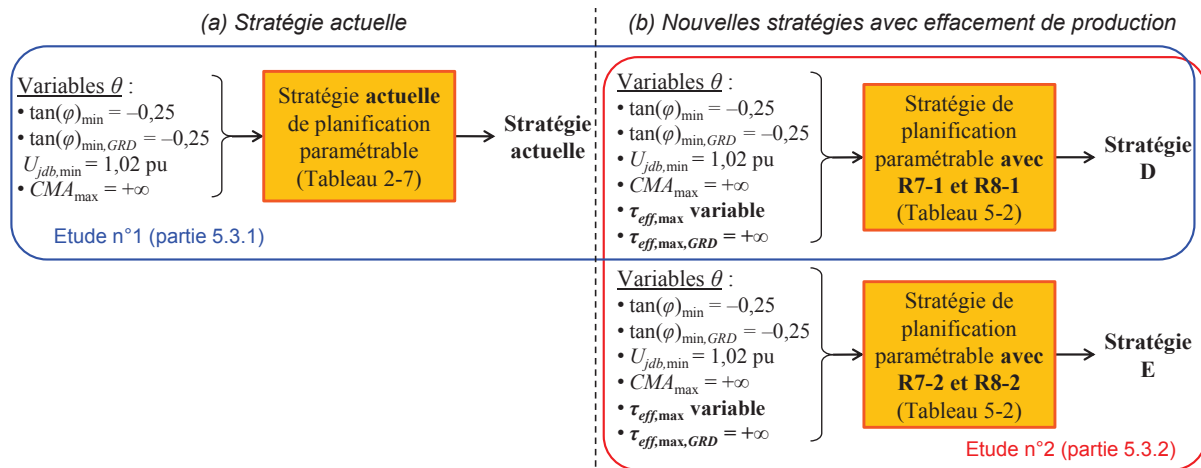 (a) Stratégie actuelle
Variables θ :
• tan(φ)min = –0,25
• tan(φ)min,GRD = –0,25
Ujdb,min = 1,02 pu
• CMAmax = +∞
Stratégie actuelle
de planification
paramétrable
(Tableau 2-7)
Stratégie
actuelle
Etude n°1 (partie 5.3.1)
(b) Nouvelles stratégies avec effacement de production
Variables θ :
• tan(φ)min = –0,25
• tan(φ)min,GRD = –0,25
• Ujdb,min = 1,02 pu
• CMAmax = +∞
• τeff,max variable
• τeff,max,GRD = +∞
Stratégie de
planification
paramétrable avec
R7-1 et R8-1
(Tableau 5-2)
Stratégie
D
Variables θ :
• tan(φ)min = –0,25
• tan(φ)min,GRD = –0,25
• Ujdb,min = 1,02 pu
• CMAmax = +∞
• τeff,max variable
• τeff,max,GRD = +∞
Stratégie de
planification
paramétrable avec
R7-2 et R8-2
(Tableau 5-2)
Stratégie
E
Etude n°2 (partie 5.3.2)